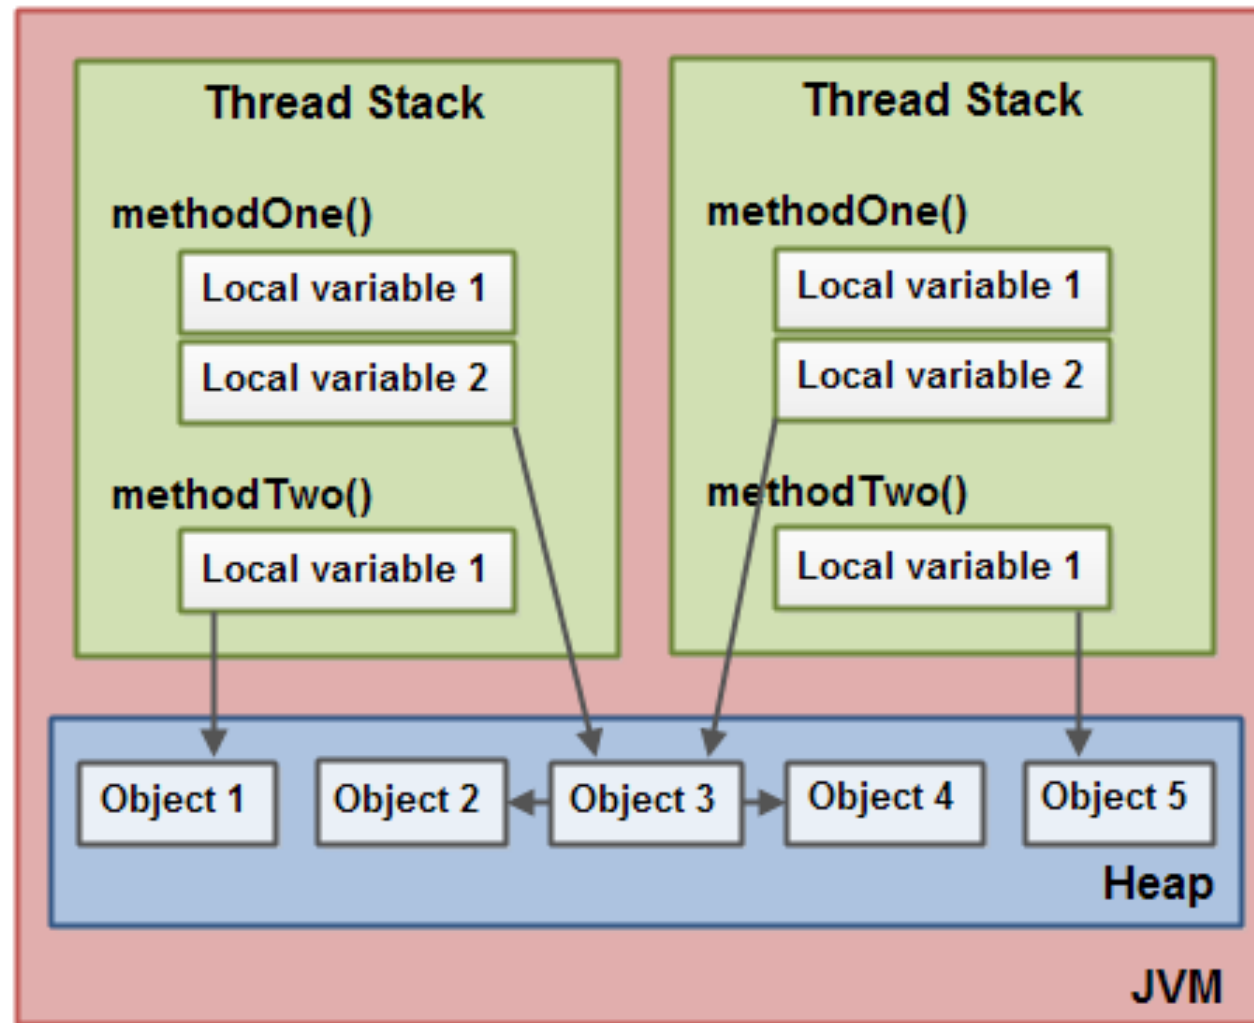 Thread Stack
methodOne()
Local variable 1
Local variable 2
methodTwo()
Local variable 1
Thread Stack
methodOne()
Local variable 1
Local variable 2
methodTwo()
Local variable 1
Object 1
Object 2
Object 3
Object 4
Object 5
Heap
JVM